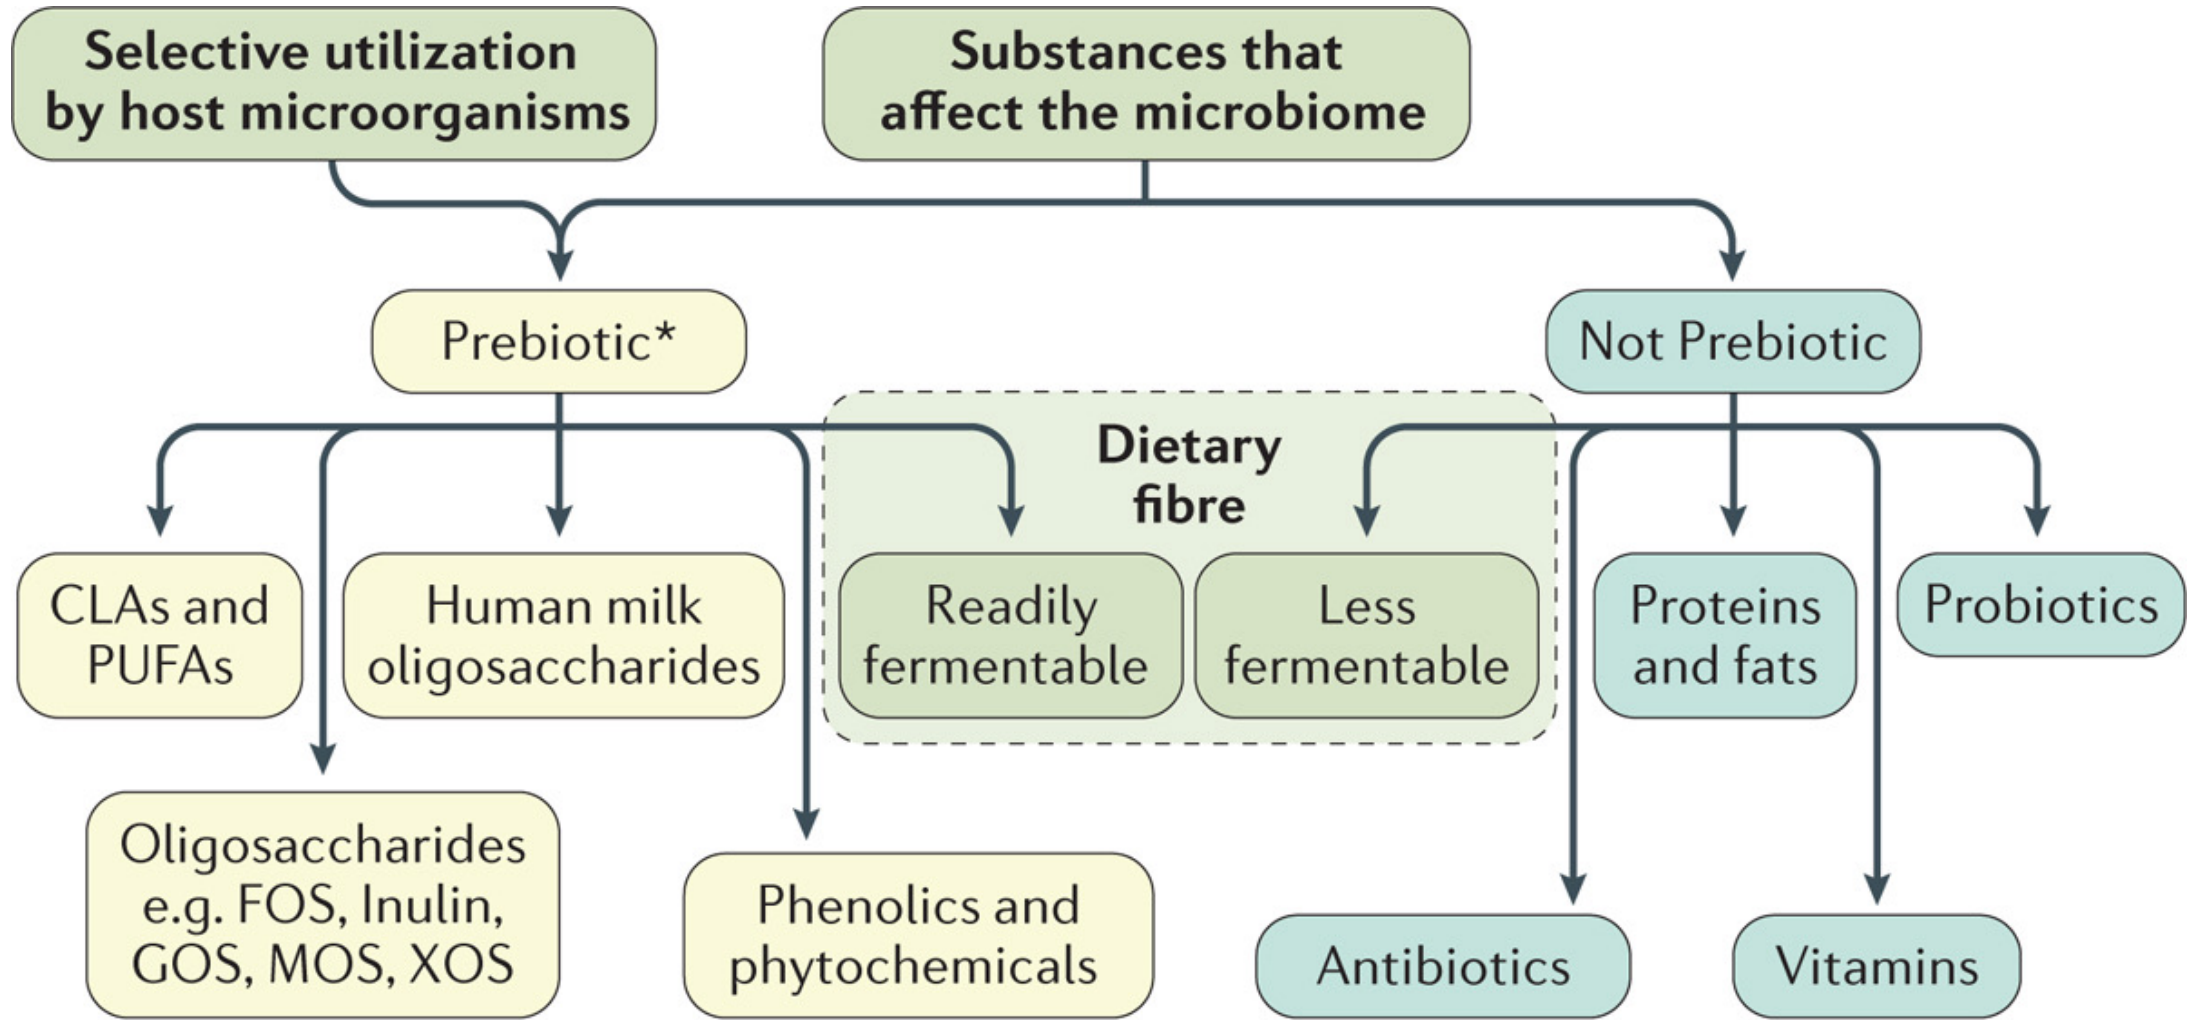 Selective utilization
by host microorganisms
Substances that
affect the microbiome
Prebiotic*
Not Prebiotic
Dietary
fibre
CLAs and
PUFAs
Human milk
oligosaccharides
Readily
fermentable
Less
fermentable
Proteins
and fats
Probiotics
Oligosaccharides
e.g. FOS, Inulin,
GOS, MOS, XOS
Phenolics and
phytochemicals
Antibiotics
Vitamins